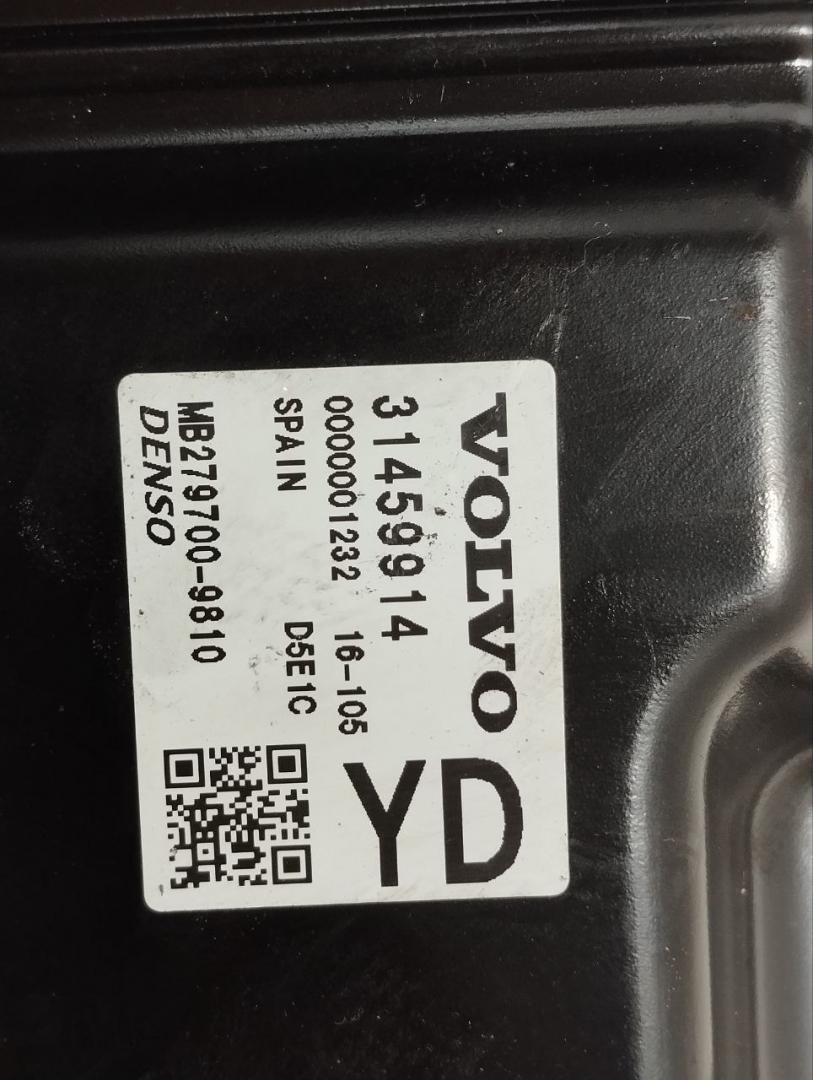 VOLVO
31459914
0000001232 16-105
SPAIN D5E1C
MB279700-9810
DENSO
YD